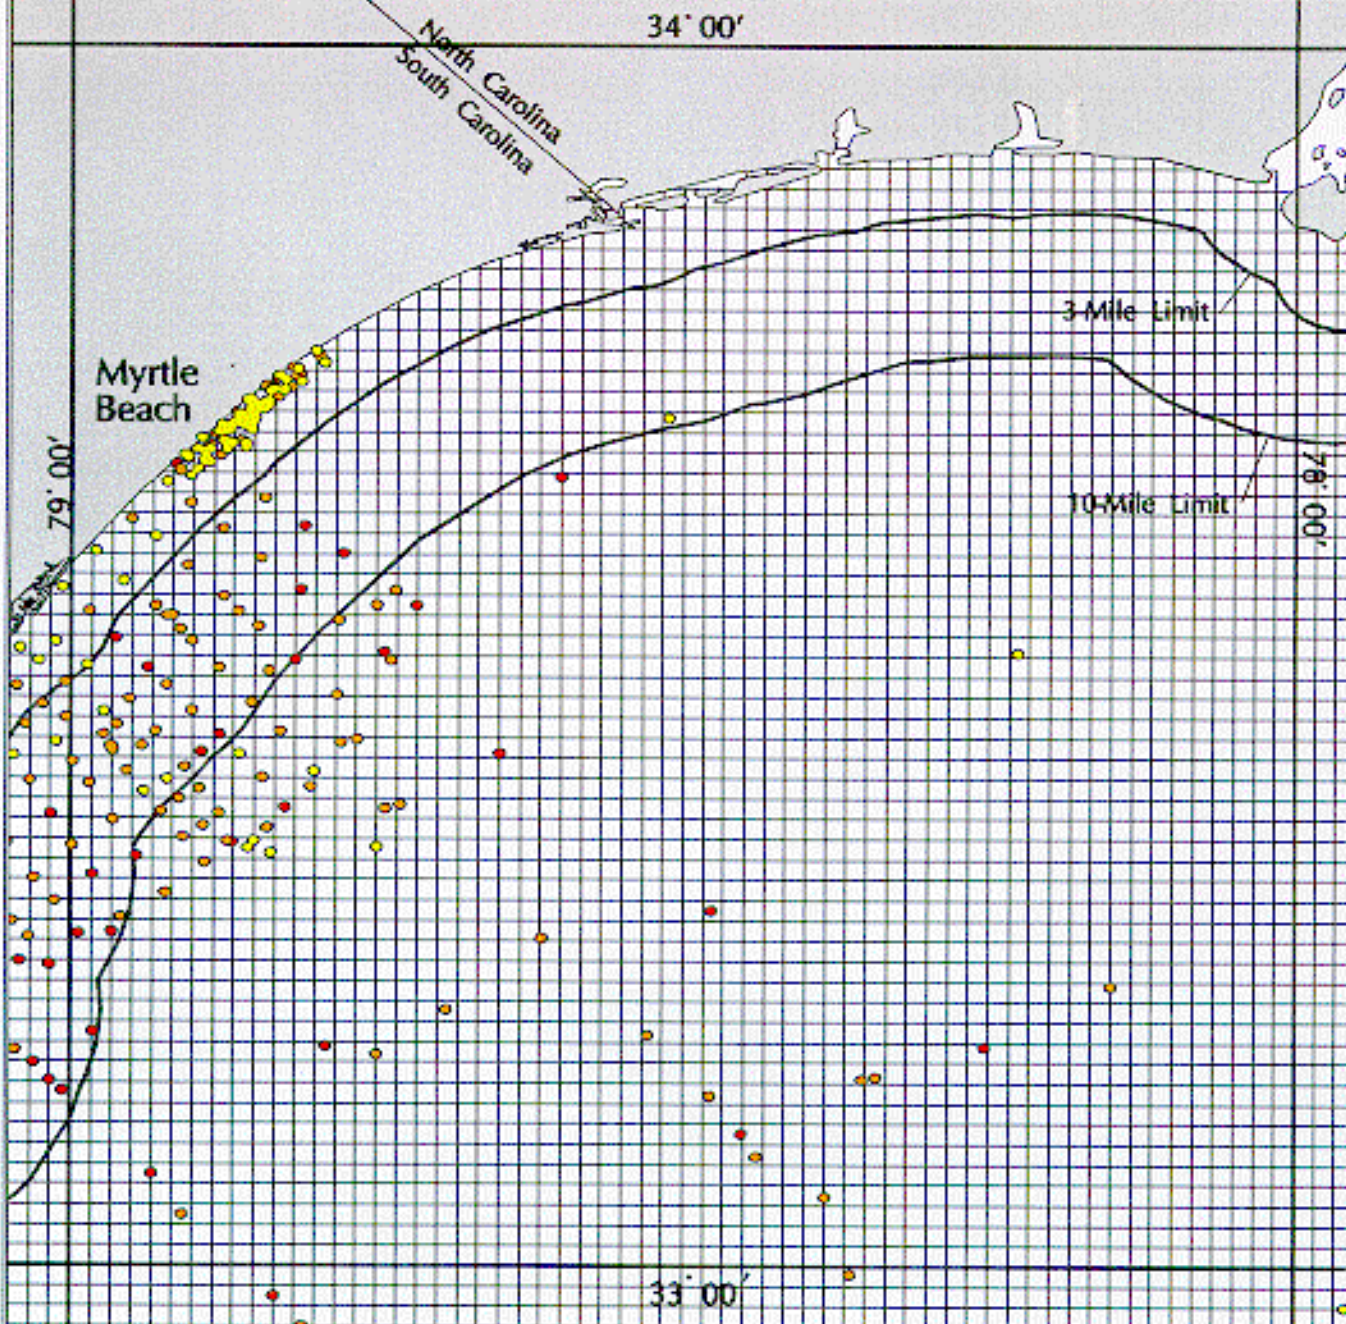 34° 00′
North Carolina
South Carolina
3-Mile Limit
Myrtle
Beach
79° 00′
10-Mile Limit
78° 00′
33° 00′